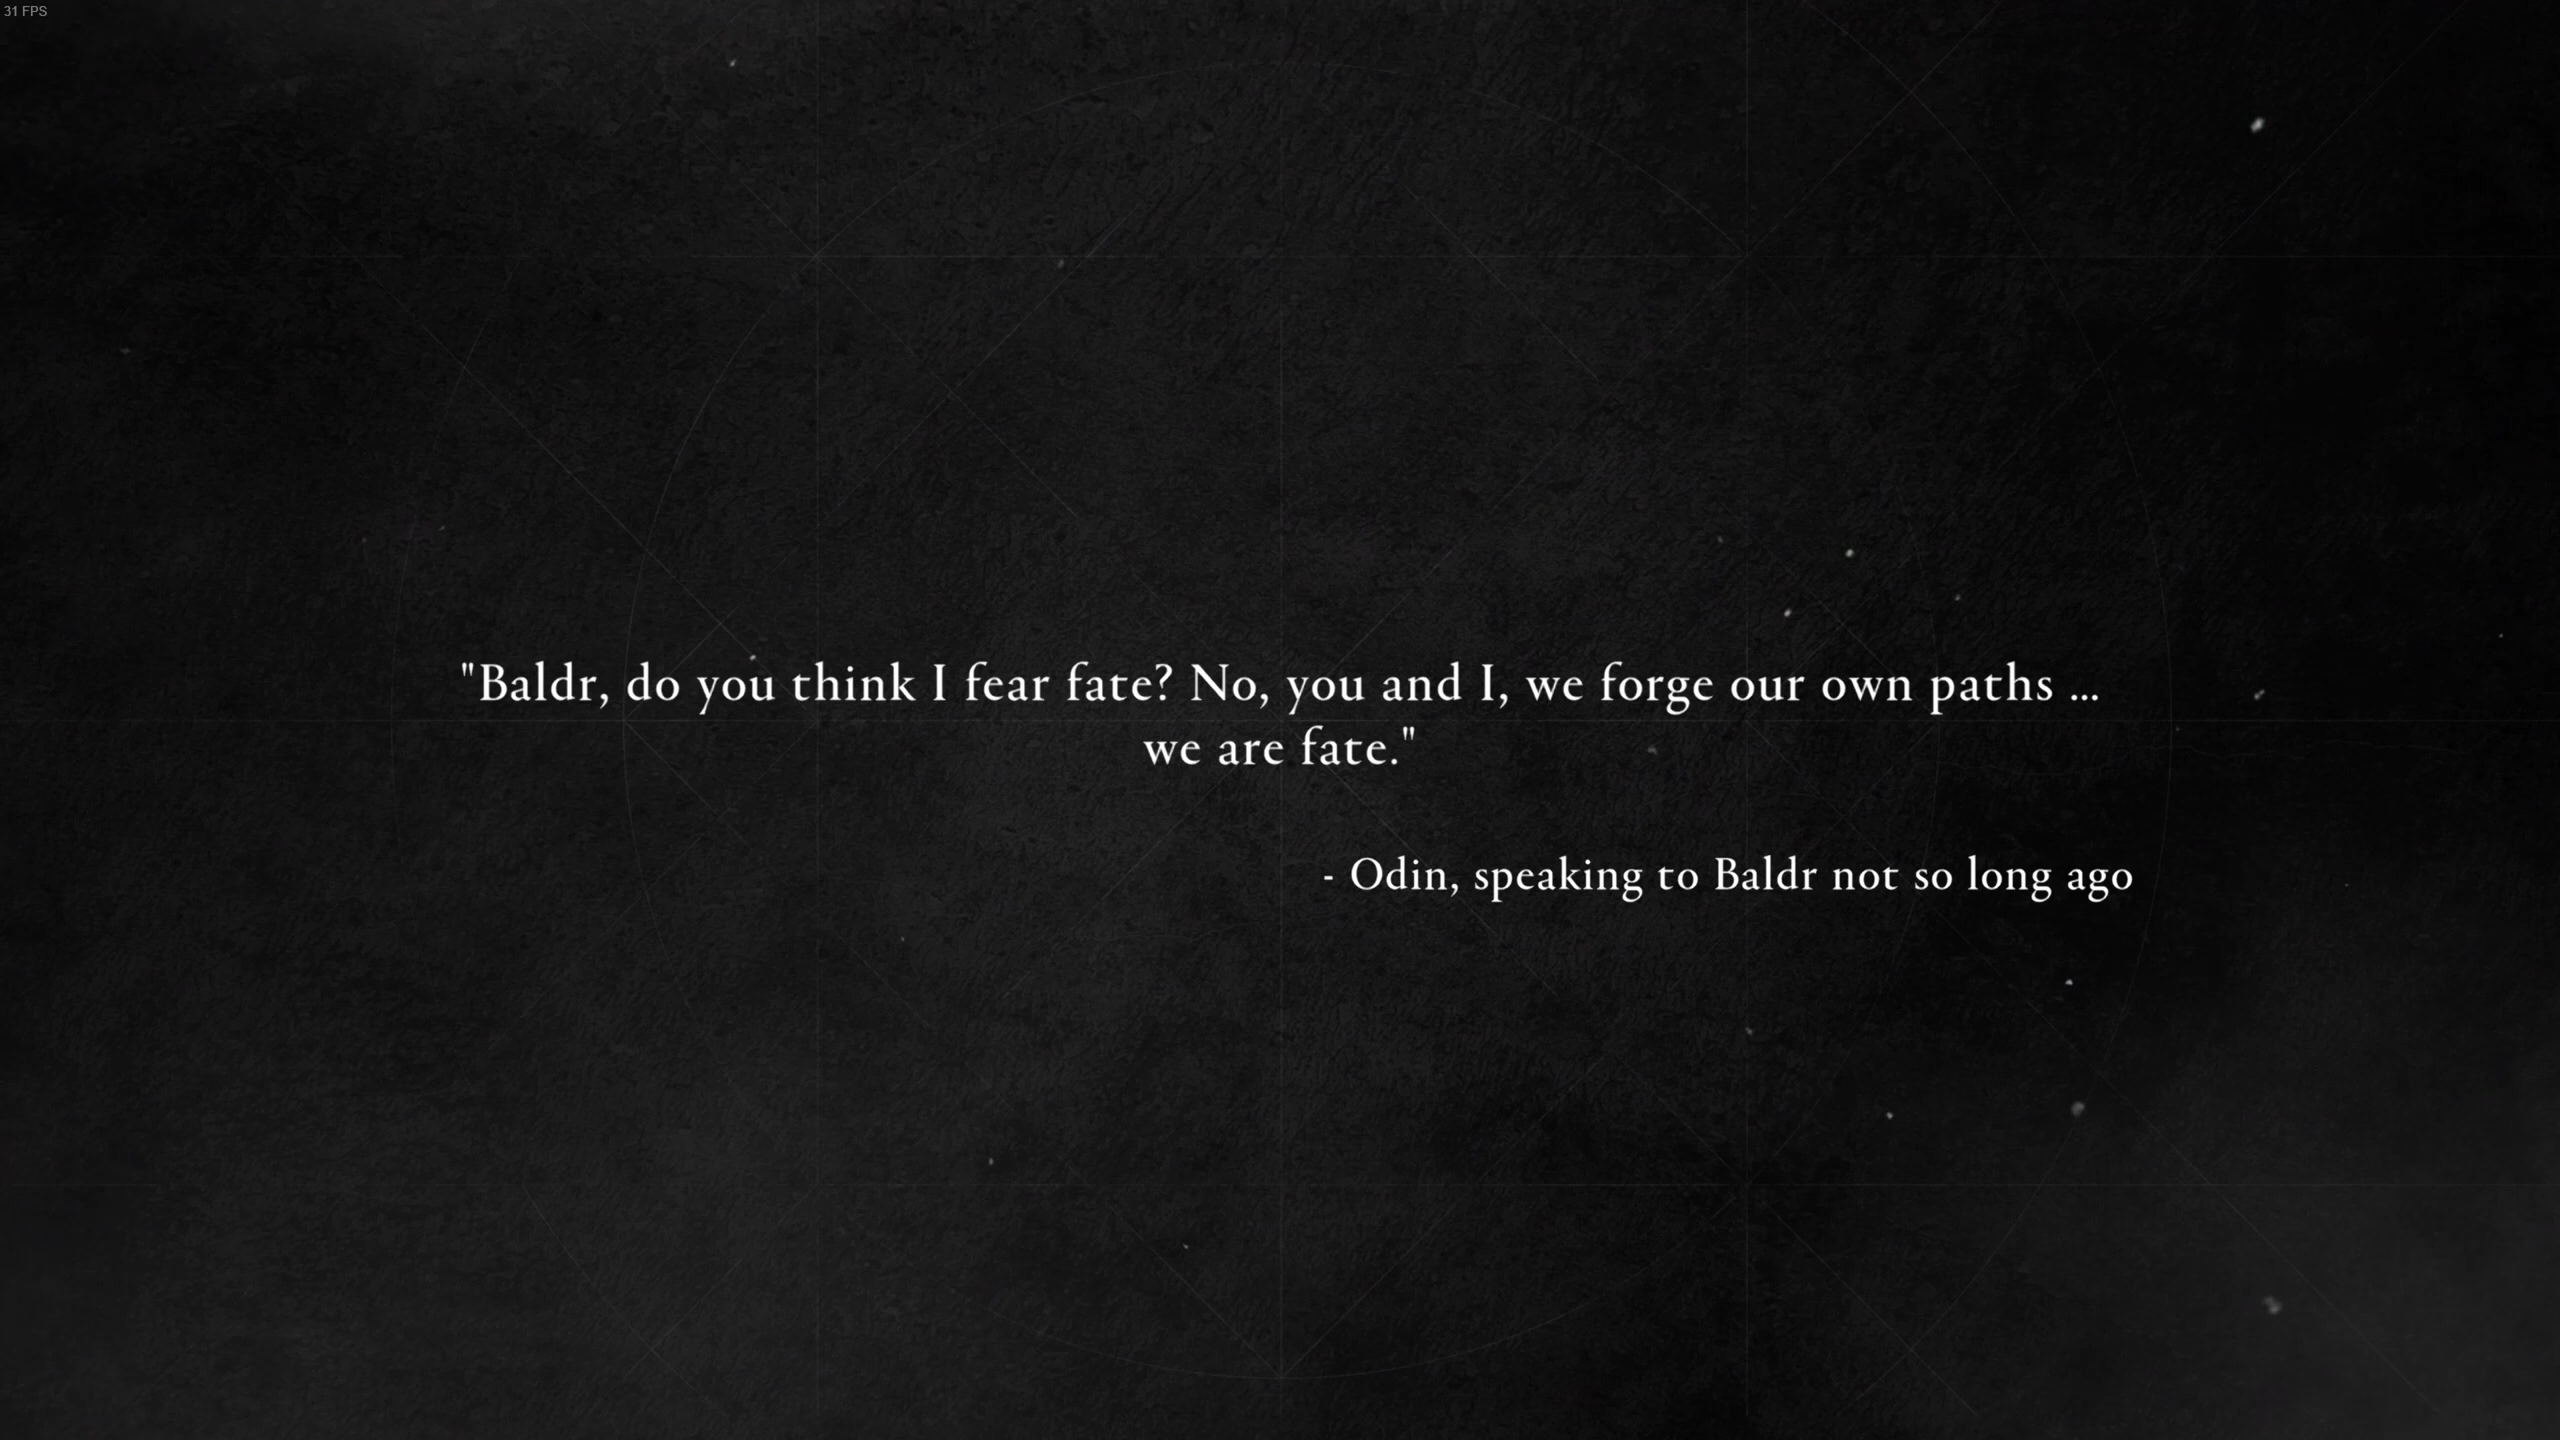 31 FPS
"Baldr, do you think I fear fate? No, you and I, we forge our own paths ...
we are fate."
- Odin, speaking to Baldr not so long ago